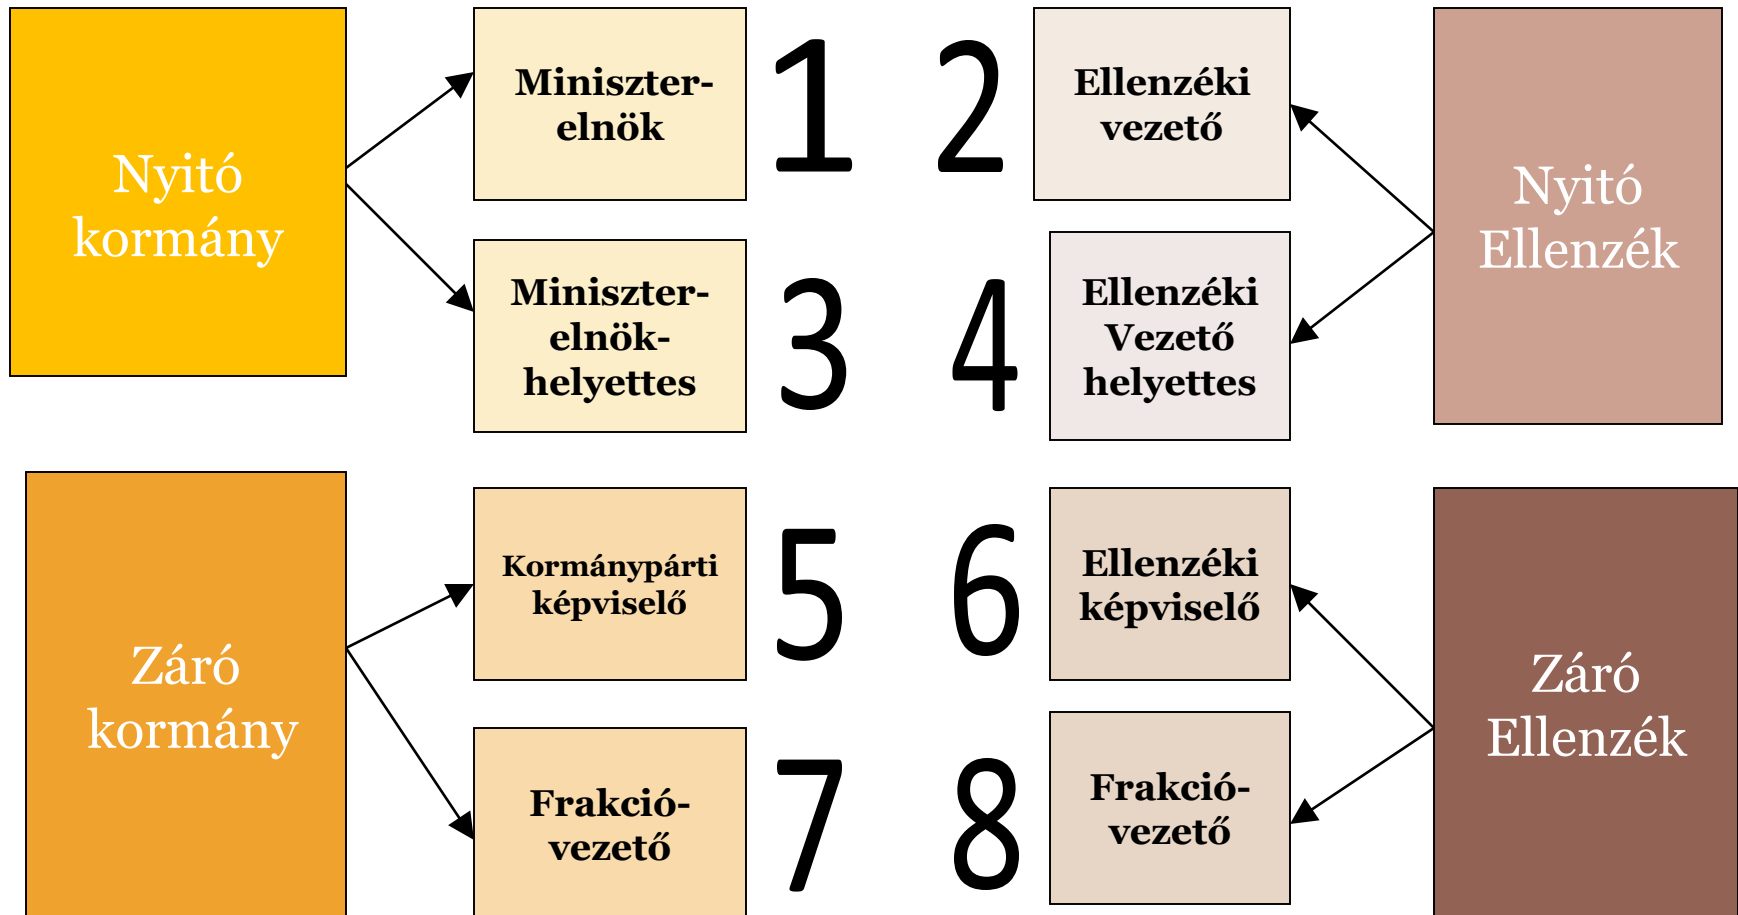 Nyitó
kormány
Miniszter-
elnök
1
2
Ellenzéki
vezető
Nyitó
Ellenzék
Miniszter-
elnök-
helyettes
3
4
Ellenzéki
Vezető
helyettes
Záró
kormány
Kormánypárti
képviselő
5
6
Ellenzéki
képviselő
Záró
Ellenzék
Frakció-
vezető
7
8
Frakció-
vezető